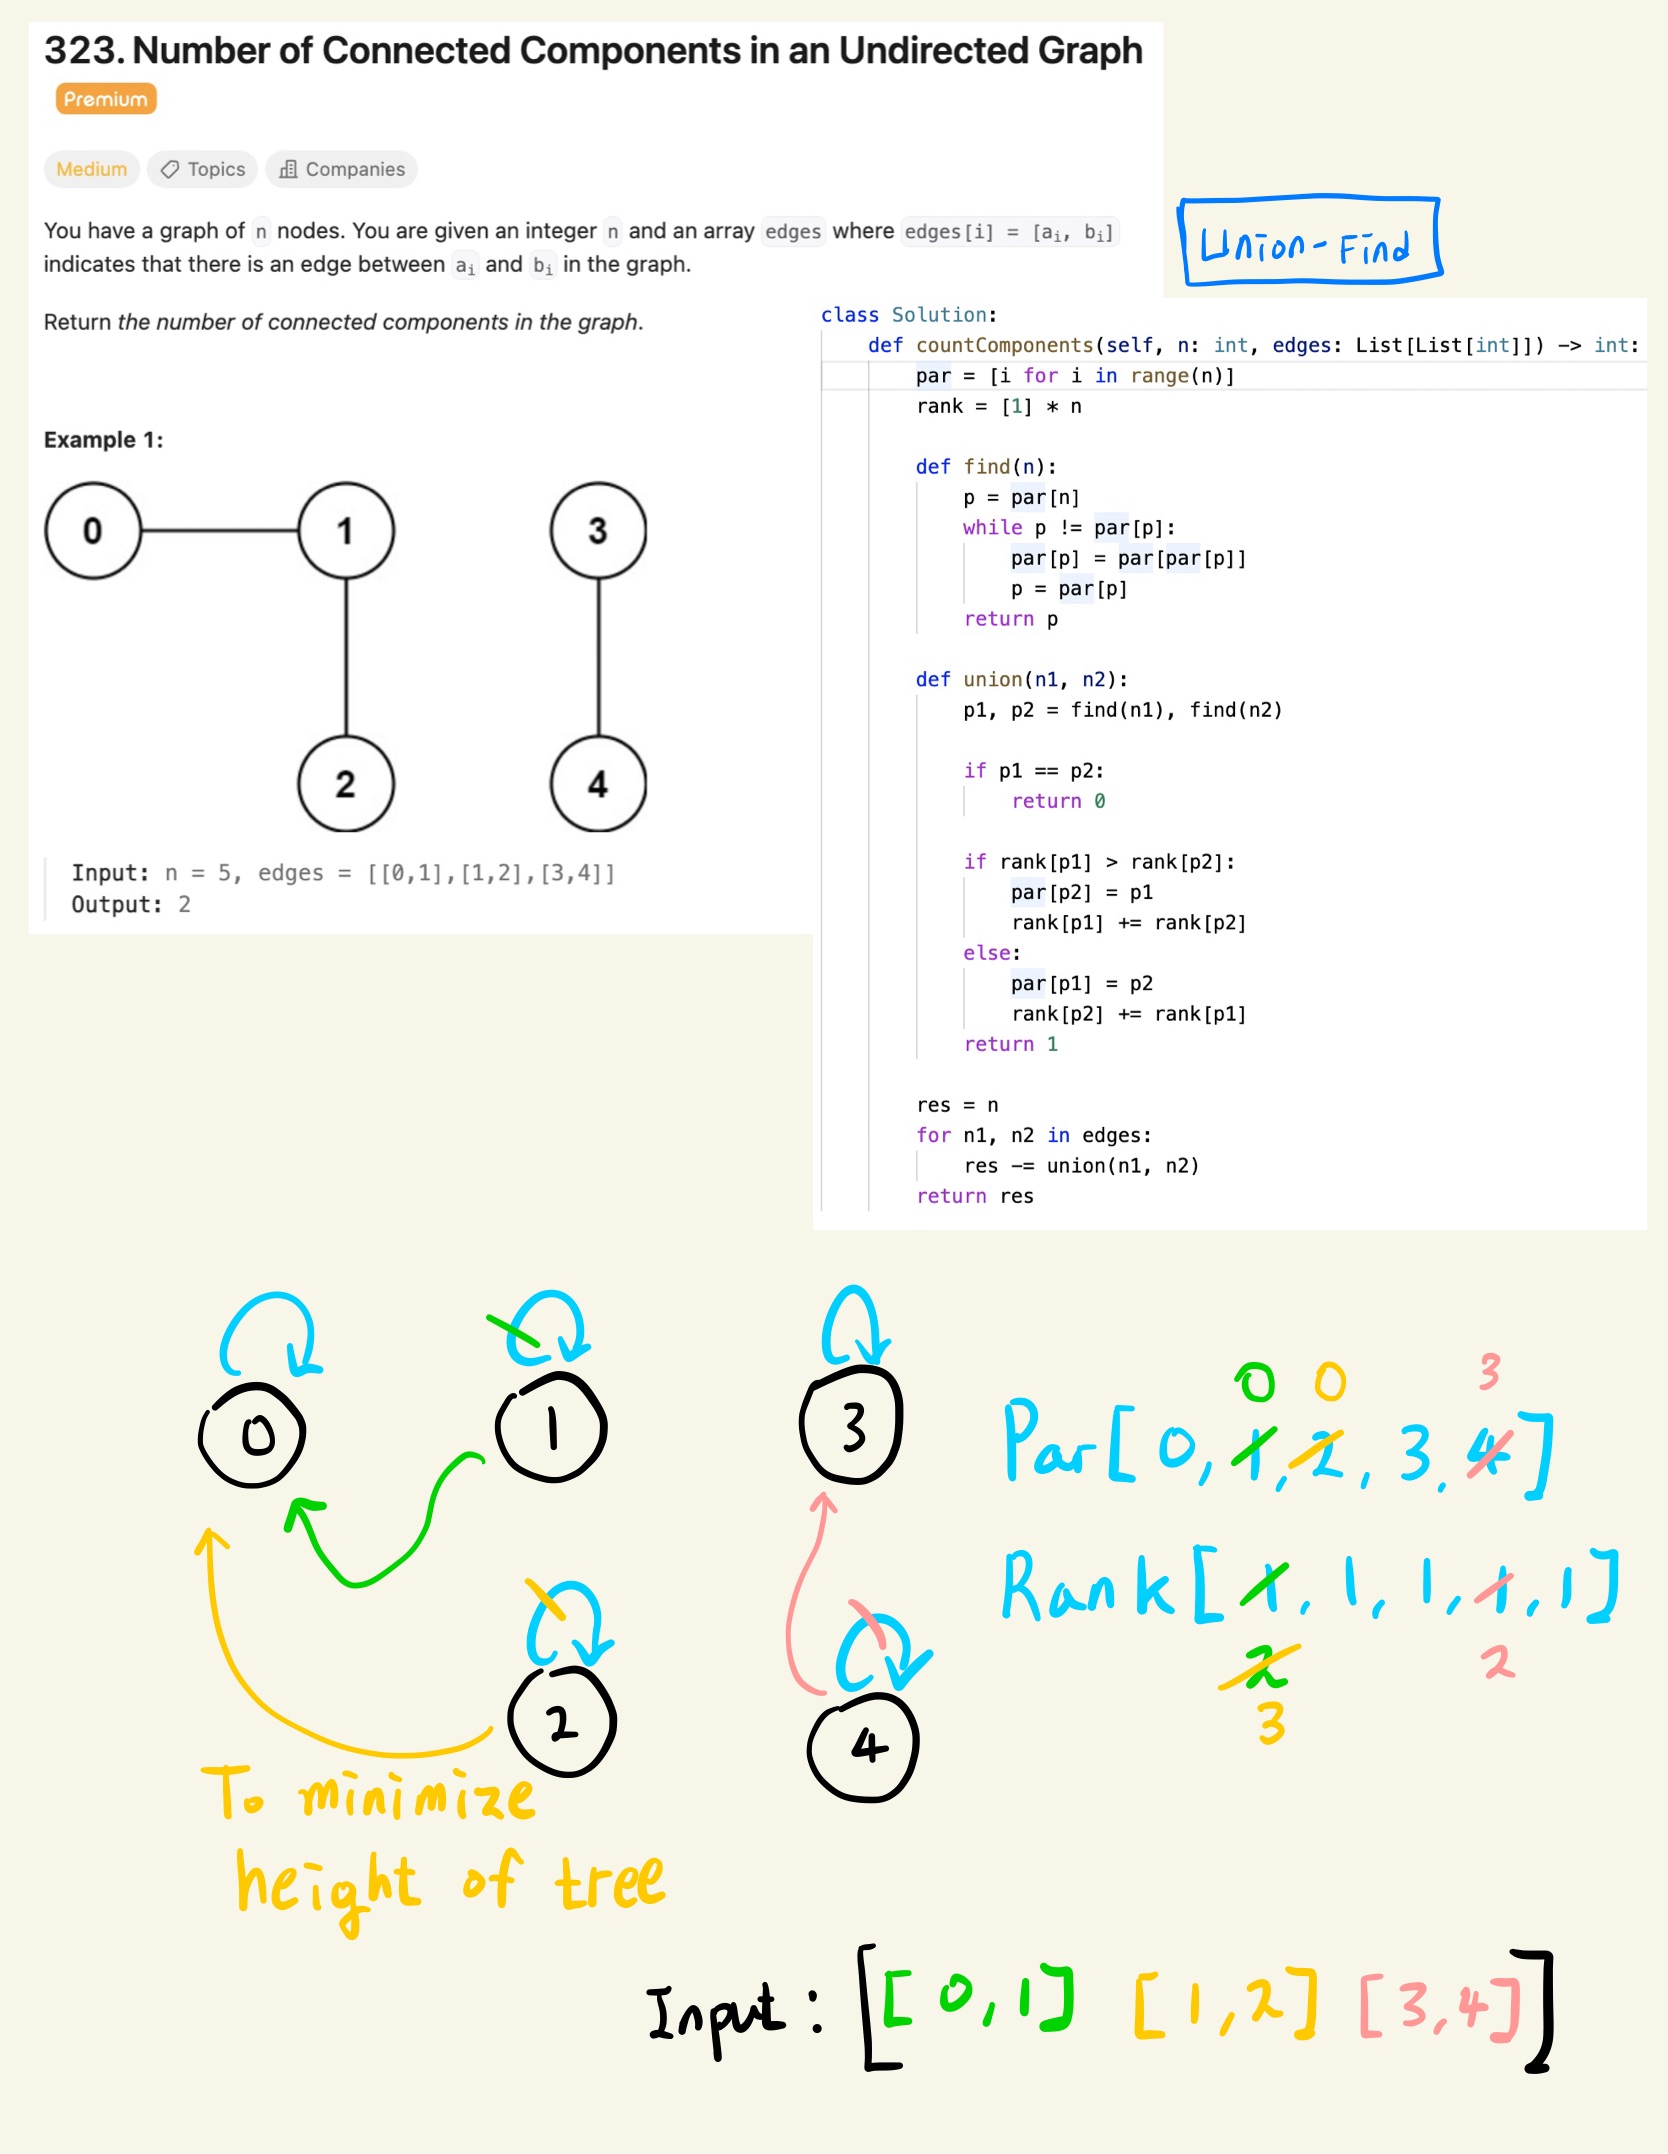 323. Number of Connected Components in an Undirected Graph
Premium
Medium Topics Companies
You have a graph of n nodes. You are given an integer n and an array edges where edges[i] = [aᵢ, bᵢ]
indicates that there is an edge between aᵢ and bᵢ in the graph.
Return the number of connected components in the graph.
Example 1:
0 1 3
2 4
Input: n = 5, edges = [[0,1],[1,2],[3,4]]
Output: 2
Union-Find
class Solution:
    def countComponents(self, n: int, edges: List[List[int]]) -> int:
        par = [i for i in range(n)]
        rank = [1] * n
        def find(n):
            p = par[n]
            while p != par[p]:
                par[p] = par[par[p]]
                p = par[p]
            return p
        def union(n1, n2):
            p1, p2 = find(n1), find(n2)
            if p1 == p2:
                return 0
            if rank[p1] > rank[p2]:
                par[p2] = p1
                rank[p1] += rank[p2]
            else:
                par[p1] = p2
                rank[p2] += rank[p1]
            return 1
        res = n
        for n1, n2 in edges:
            res -= union(n1, n2)
        return res
0 1 3
2 4
To minimize
height of tree
0 0 3
Par[0, 1, 2, 3, 4]
Rank[1, 1, 1, 1, 1]
2 2
3
Input: [[0,1] [1,2] [3,4]]